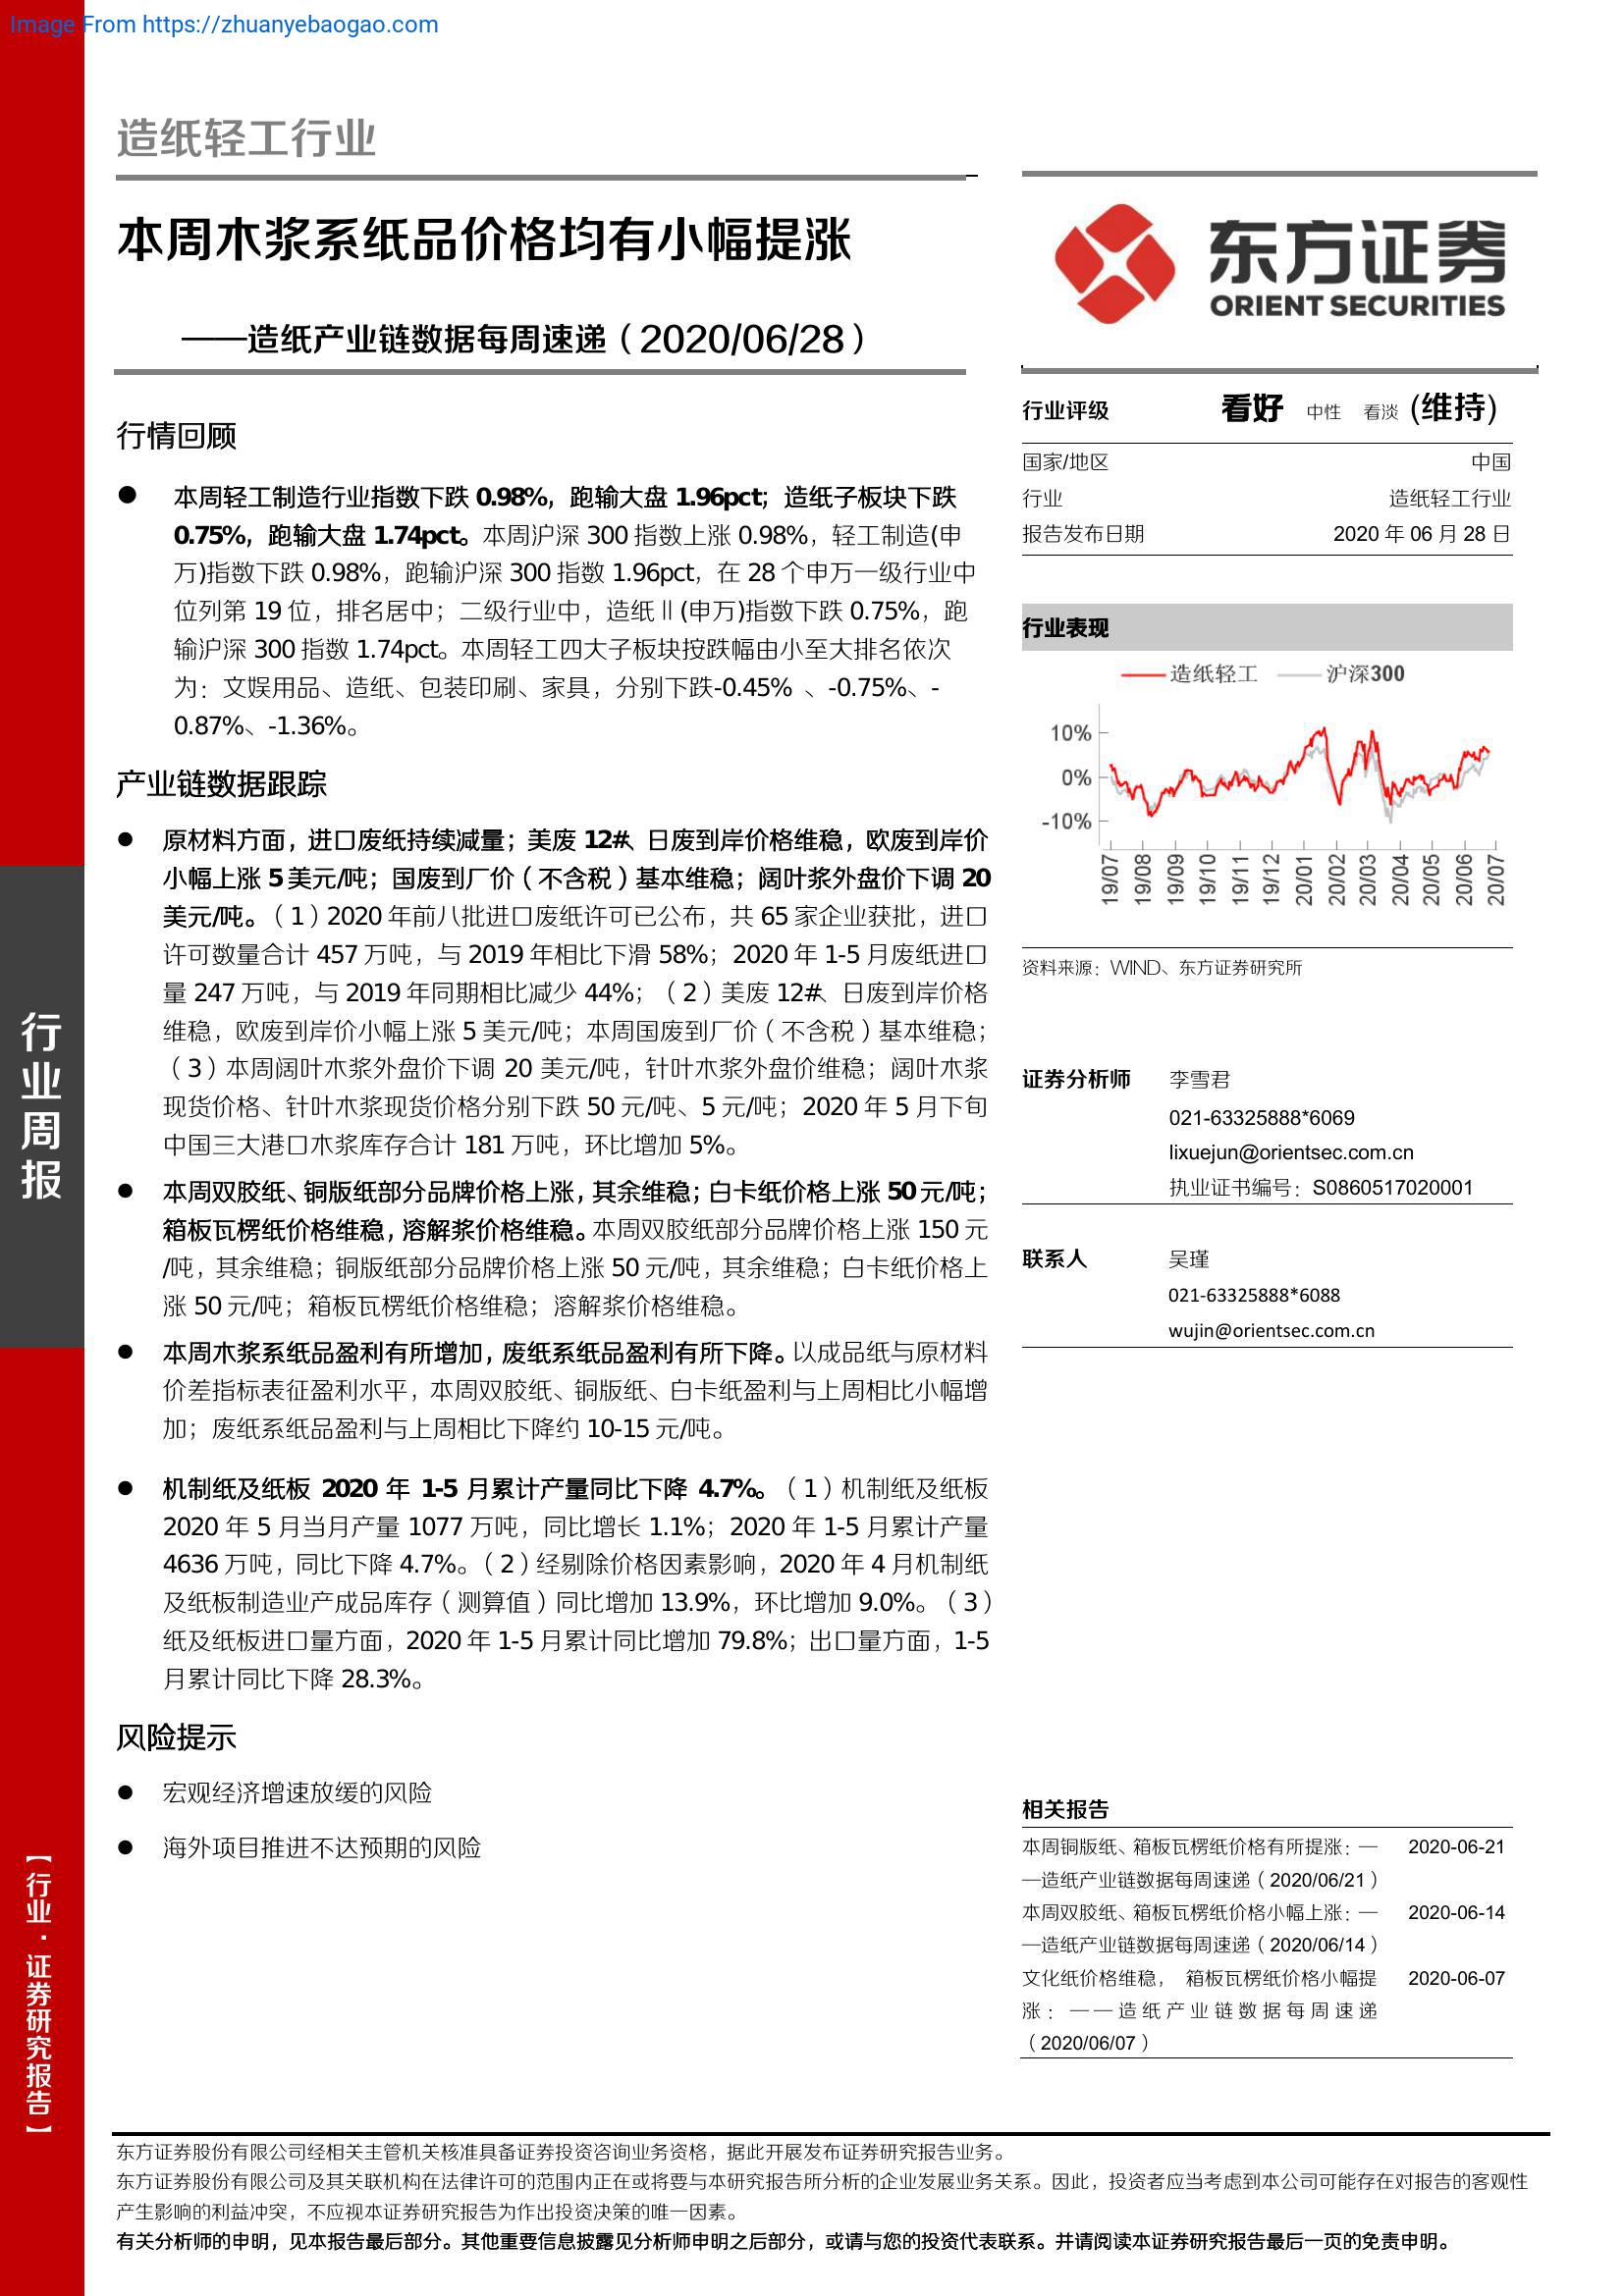 Image From https://zhuanyebaogao.com
造纸轻工行业
本周木浆系纸品价格均有小幅提涨
——造纸产业链数据每周速递（2020/06/28）
行情回顾
● 本周轻工制造行业指数下跌 0.98%，跑输大盘 1.96pct；造纸子板块下跌
0.75%，跑输大盘 1.74pct。本周沪深 300 指数上涨 0.98%，轻工制造(申
万)指数下跌 0.98%，跑输沪深 300 指数 1.96pct，在 28 个申万一级行业中
位列第 19 位，排名居中；二级行业中，造纸Ⅱ(申万)指数下跌 0.75%，跑
输沪深 300 指数 1.74pct。本周轻工四大子板块按跌幅由小至大排名依次
为：文娱用品、造纸、包装印刷、家具，分别下跌-0.45% 、-0.75%、-
0.87%、-1.36%。
产业链数据跟踪
● 原材料方面，进口废纸持续减量；美废 12#、日废到岸价格维稳，欧废到岸价
小幅上涨 5 美元/吨；国废到厂价（不含税）基本维稳；阔叶浆外盘价下调 20
美元/吨。（1）2020 年前八批进口废纸许可已公布，共 65 家企业获批，进口
许可数量合计 457 万吨，与 2019 年相比下滑 58%；2020 年 1-5 月废纸进口
量 247 万吨，与 2019 年同期相比减少 44%；（2）美废 12#、日废到岸价格
维稳，欧废到岸价小幅上涨 5 美元/吨；本周国废到厂价（不含税）基本维稳；
（3）本周阔叶木浆外盘价下调 20 美元/吨，针叶木浆外盘价维稳；阔叶木浆
现货价格、针叶木浆现货价格分别下跌 50 元/吨、5 元/吨；2020 年 5 月下旬
中国三大港口木浆库存合计 181 万吨，环比增加 5%。
● 本周双胶纸、铜版纸部分品牌价格上涨，其余维稳；白卡纸价格上涨 50 元/吨；
箱板瓦楞纸价格维稳，溶解浆价格维稳。本周双胶纸部分品牌价格上涨 150 元
/吨，其余维稳；铜版纸部分品牌价格上涨 50 元/吨，其余维稳；白卡纸价格上
涨 50 元/吨；箱板瓦楞纸价格维稳；溶解浆价格维稳。
● 本周木浆系纸品盈利有所增加，废纸系纸品盈利有所下降。以成品纸与原材料
价差指标表征盈利水平，本周双胶纸、铜版纸、白卡纸盈利与上周相比小幅增
加；废纸系纸品盈利与上周相比下降约 10-15 元/吨。
● 机制纸及纸板 2020 年 1-5 月累计产量同比下降 4.7%。（1）机制纸及纸板
2020 年 5 月当月产量 1077 万吨，同比增长 1.1%；2020 年 1-5 月累计产量
4636 万吨，同比下降 4.7%。（2）经剔除价格因素影响，2020 年 4 月机制纸
及纸板制造业产成品库存（测算值）同比增加 13.9%，环比增加 9.0%。（3）
纸及纸板进口量方面，2020 年 1-5 月累计同比增加 79.8%；出口量方面，1-5
月累计同比下降 28.3%。
风险提示
● 宏观经济增速放缓的风险
● 海外项目推进不达预期的风险
东方证券
ORIENT SECURITIES
行业评级 看好 中性 看淡 (维持)
国家/地区 中国
行业 造纸轻工行业
报告发布日期 2020 年 06 月 28 日
行业表现
造纸轻工 沪深300
10%
0%
-10%
19/07 19/08 19/09 19/10 19/11 19/12 20/01 20/02 20/03 20/04 20/05 20/06 20/07
资料来源：WIND、东方证券研究所
证券分析师 李雪君
021-63325888*6069
lixuejun@orientsec.com.cn
执业证书编号：S0860517020001
联系人 吴瑾
021-63325888*6088
wujin@orientsec.com.cn
相关报告
本周铜版纸、箱板瓦楞纸价格有所提涨：— 2020-06-21
—造纸产业链数据每周速递（2020/06/21）
本周双胶纸、箱板瓦楞纸价格小幅上涨：— 2020-06-14
—造纸产业链数据每周速递（2020/06/14）
文化纸价格维稳， 箱板瓦楞纸价格小幅提 2020-06-07
涨：——造纸产业链数据每周速递
（2020/06/07）
行业周报
【行业·证券研究报告】
东方证券股份有限公司经相关主管机关核准具备证券投资咨询业务资格，据此开展发布证券研究报告业务。
东方证券股份有限公司及其关联机构在法律许可的范围内正在或将要与本研究报告所分析的企业发展业务关系。因此，投资者应当考虑到本公司可能存在对报告的客观性
产生影响的利益冲突，不应视本证券研究报告为作出投资决策的唯一因素。
有关分析师的申明，见本报告最后部分。其他重要信息披露见分析师申明之后部分，或请与您的投资代表联系。并请阅读本证券研究报告最后一页的免责申明。